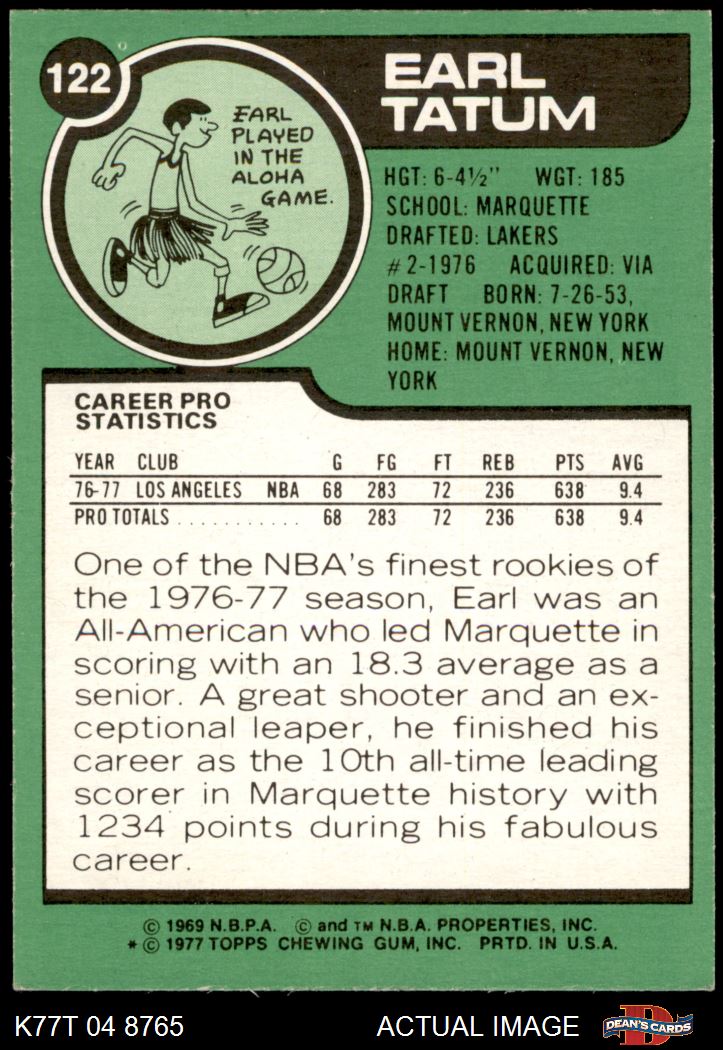 122
EARL
TATUM
EARL
PLAYED
IN THE
ALOHA
GAME.
HGT: 6-4½" WGT: 185
SCHOOL: MARQUETTE
DRAFTED: LAKERS
#2-1976 ACQUIRED: VIA
DRAFT BORN: 7-26-53,
MOUNT VERNON, NEW YORK
HOME: MOUNT VERNON, NEW
YORK
CAREER PRO
STATISTICS
YEAR CLUB G FG FT REB PTS AVG
76-77 LOS ANGELES NBA 68 283 72 236 638 9.4
PRO TOTALS . . . . . . . . . . . 68 283 72 236 638 9.4
One of the NBA's finest rookies of
the 1976-77 season, Earl was an
All-American who led Marquette in
scoring with an 18.3 average as a
senior. A great shooter and an ex-
ceptional leaper, he finished his
career as the 10th all-time leading
scorer in Marquette history with
1234 points during his fabulous
career.
© 1969 N.B.P.A. © and TM N.B.A. PROPERTIES, INC.
* © 1977 TOPPS CHEWING GUM, INC. PRTD. IN U.S.A.
K77T 04 8765 ACTUAL IMAGE D DEAN'S CARDS